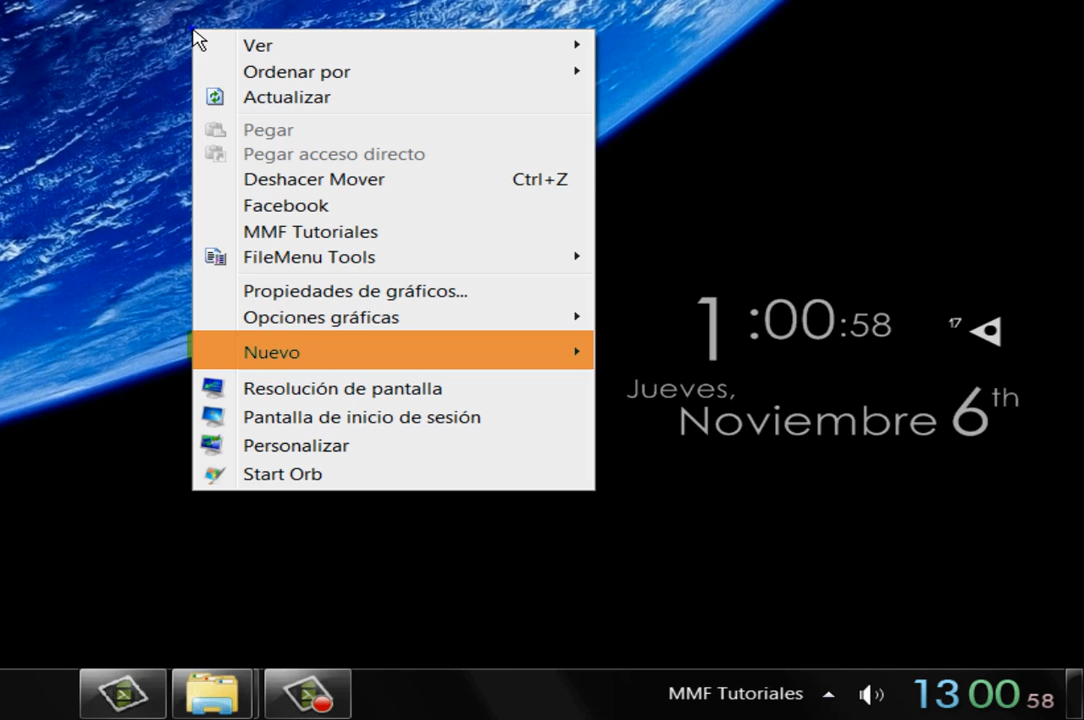 Ver
Ordenar por
Actualizar
Pegar
Pegar acceso directo
Deshacer Mover Ctrl+Z
Facebook
MMF Tutoriales
FileMenu Tools
Propiedades de gráficos...
Opciones gráficas
Nuevo
Resolución de pantalla
Pantalla de inicio de sesión
Personalizar
Start Orb
1:00:58 17
Jueves,
Noviembre 6th
MMF Tutoriales 13 00 58